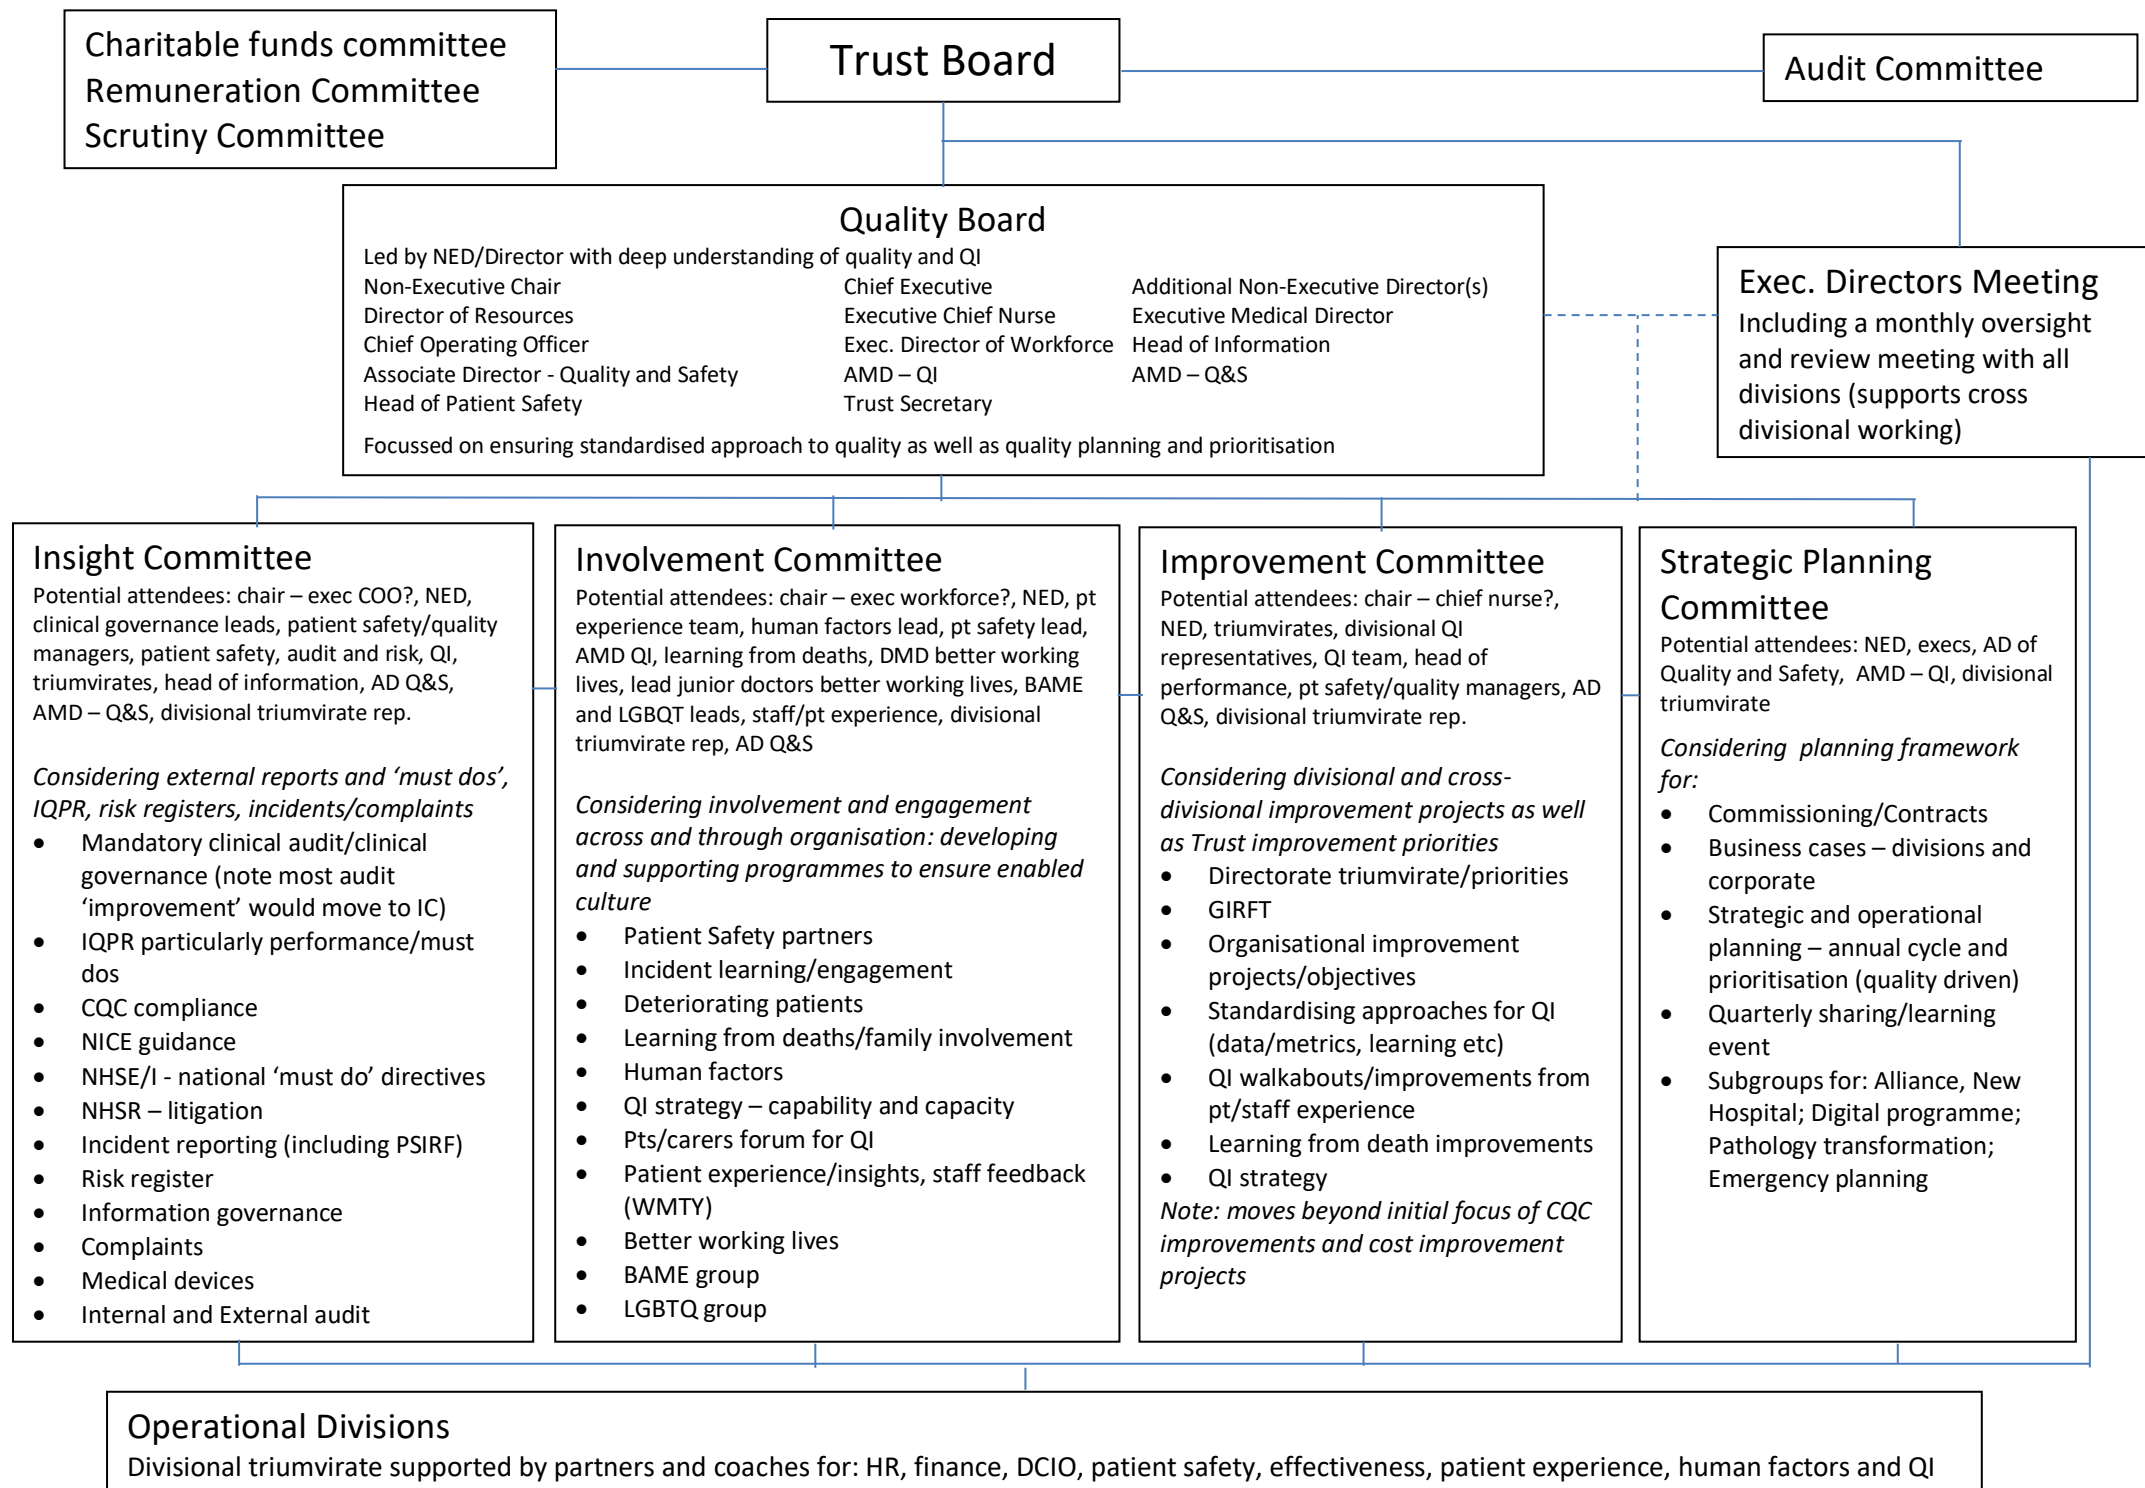 Charitable funds committee
Remuneration Committee
Scrutiny Committee
Trust Board
Audit Committee
Quality Board
Led by NED/Director with deep understanding of quality and QI
Non-Executive Chair Chief Executive Additional Non-Executive Director(s)
Director of Resources Executive Chief Nurse Executive Medical Director
Chief Operating Officer Exec. Director of Workforce Head of Information
Associate Director - Quality and Safety AMD – QI AMD – Q&S
Head of Patient Safety Trust Secretary
Focussed on ensuring standardised approach to quality as well as quality planning and prioritisation
Exec. Directors Meeting
Including a monthly oversight
and review meeting with all
divisions (supports cross
divisional working)
Insight Committee
Potential attendees: chair – exec COO?, NED,
clinical governance leads, patient safety/quality
managers, patient safety, audit and risk, QI,
triumvirates, head of information, AD Q&S,
AMD – Q&S, divisional triumvirate rep.
Considering external reports and ‘must dos’,
IQPR, risk registers, incidents/complaints
• Mandatory clinical audit/clinical
governance (note most audit
‘improvement’ would move to IC)
• IQPR particularly performance/must
dos
• CQC compliance
• NICE guidance
• NHSE/I - national ‘must do’ directives
• NHSR – litigation
• Incident reporting (including PSIRF)
• Risk register
• Information governance
• Complaints
• Medical devices
• Internal and External audit
Involvement Committee
Potential attendees: chair – exec workforce?, NED, pt
experience team, human factors lead, pt safety lead,
AMD QI, learning from deaths, DMD better working
lives, lead junior doctors better working lives, BAME
and LGBQT leads, staff/pt experience, divisional
triumvirate rep, AD Q&S
Considering involvement and engagement
across and through organisation: developing
and supporting programmes to ensure enabled
culture
• Patient Safety partners
• Incident learning/engagement
• Deteriorating patients
• Learning from deaths/family involvement
• Human factors
• QI strategy – capability and capacity
• Pts/carers forum for QI
• Patient experience/insights, staff feedback
(WMTY)
• Better working lives
• BAME group
• LGBTQ group
Improvement Committee
Potential attendees: chair – chief nurse?,
NED, triumvirates, divisional QI
representatives, QI team, head of
performance, pt safety/quality managers, AD
Q&S, divisional triumvirate rep.
Considering divisional and cross-
divisional improvement projects as well
as Trust improvement priorities
• Directorate triumvirate/priorities
• GIRFT
• Organisational improvement
projects/objectives
• Standardising approaches for QI
(data/metrics, learning etc)
• QI walkabouts/improvements from
pt/staff experience
• Learning from death improvements
• QI strategy
Note: moves beyond initial focus of CQC
improvements and cost improvement
projects
Strategic Planning
Committee
Potential attendees: NED, execs, AD of
Quality and Safety, AMD – QI, divisional
triumvirate
Considering planning framework
for:
• Commissioning/Contracts
• Business cases – divisions and
corporate
• Strategic and operational
planning – annual cycle and
prioritisation (quality driven)
• Quarterly sharing/learning
event
• Subgroups for: Alliance, New
Hospital; Digital programme;
Pathology transformation;
Emergency planning
Operational Divisions
Divisional triumvirate supported by partners and coaches for: HR, finance, DCIO, patient safety, effectiveness, patient experience, human factors and QI